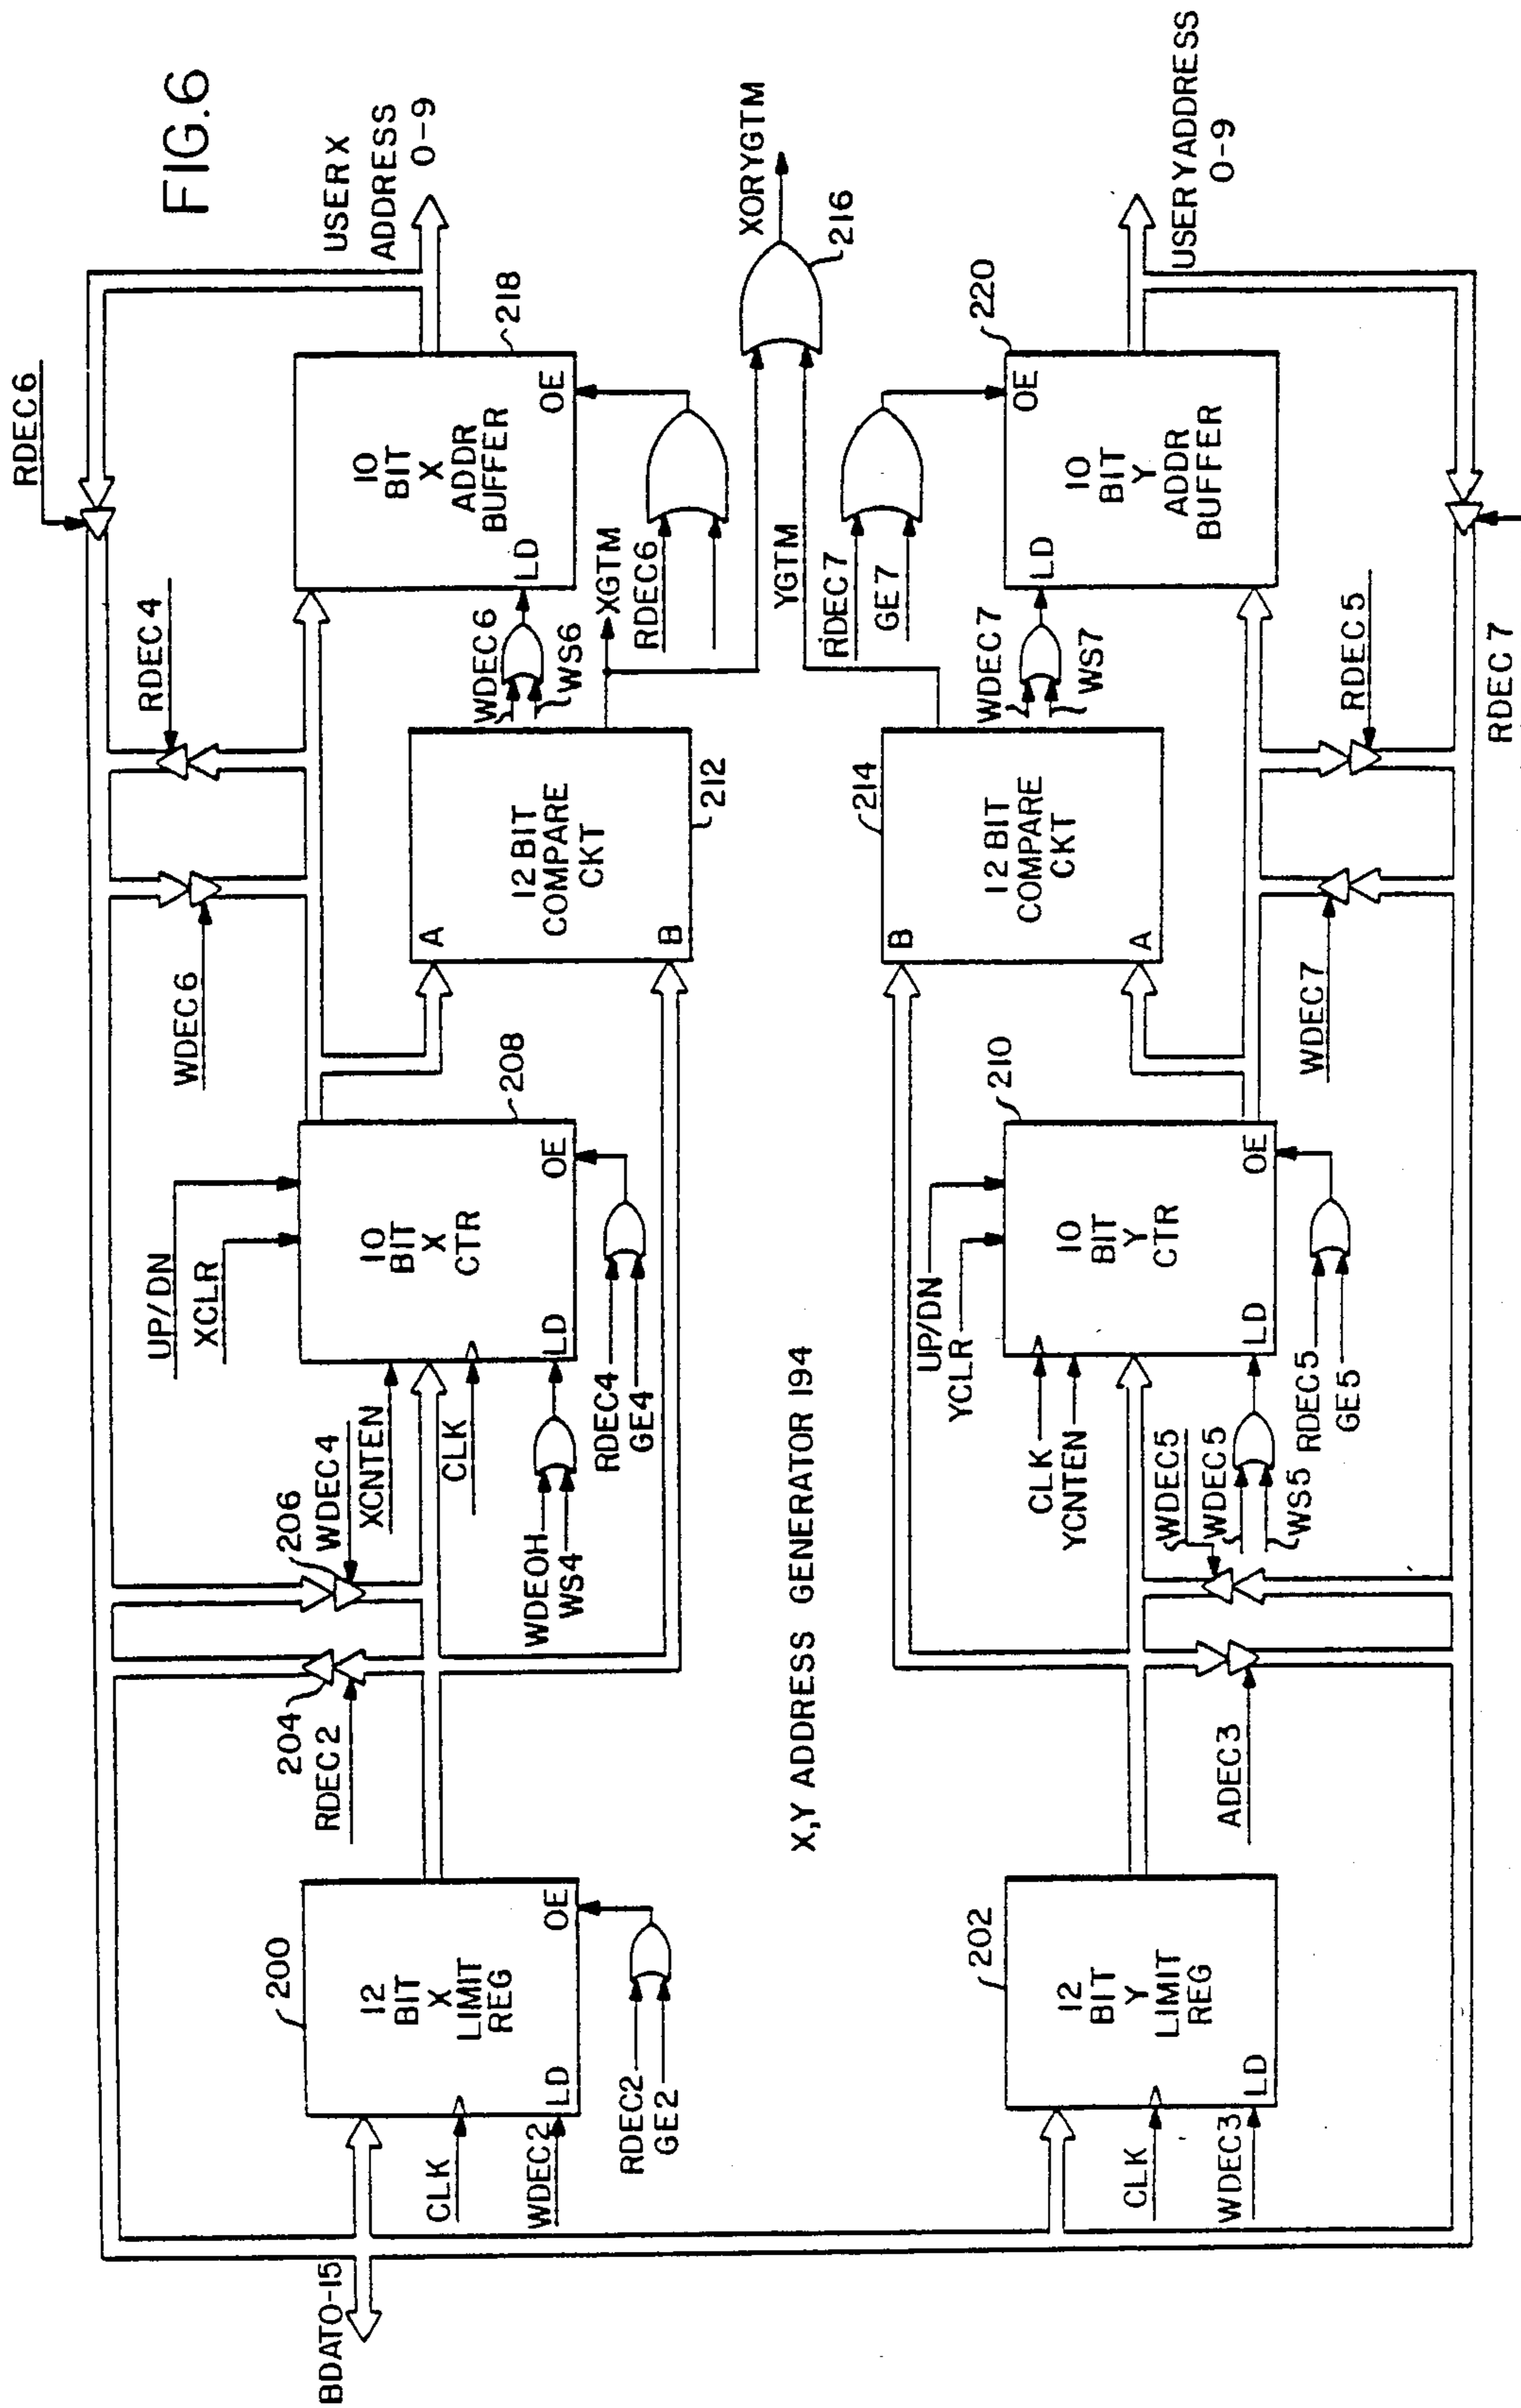 FIG.6
BDAT0-15
200
12
BIT
X
LIMIT
REG
LD
OE
CLK
WDEC2
RDEC2
GE2
204
RDEC2
206
WDEC4
XCNTEN
CLK
WDEOH
WS4
UP/DN
XCLR
10
BIT
X
CTR
LD
OE
208
RDEC4
GE4
WDEC6
RDEC4
RDEC6
A
B
12 BIT
COMPARE
CKT
212
WDEC6
WS6
XGTM
10
BIT
X
ADDR
BUFFER
LD
OE
218
RDEC6
USER X
ADDRESS
0-9
XORYGTM
216
YGTM
X,Y ADDRESS GENERATOR 194
202
12
BIT
Y
LIMIT
REG
LD
CLK
WDEC3
ADEC3
WDEC5
WDEC5
WS5
CLK
YCNTEN
UP/DN
YCLR
10
BIT
Y
CTR
LD
OE
210
RDEC5
GE5
B
A
12 BIT
COMPARE
CKT
214
WDEC7
WS7
WDEC7
RDEC5
RDEC7
GE7
10
BIT
Y
ADDR
BUFFER
LD
OE
220
USER Y ADDRESS
0-9
RDEC 7